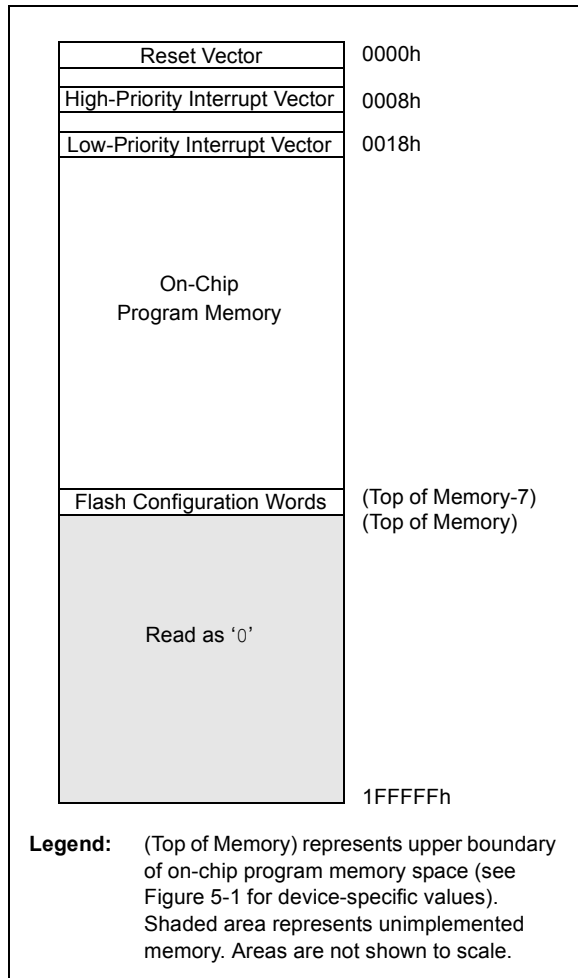 Reset Vector 0000h
High-Priority Interrupt Vector 0008h
Low-Priority Interrupt Vector 0018h
On-Chip
Program Memory
Flash Configuration Words (Top of Memory-7)
(Top of Memory)
Read as ‘0’
1FFFFFh
Legend: (Top of Memory) represents upper boundary
of on-chip program memory space (see
Figure 5-1 for device-specific values).
Shaded area represents unimplemented
memory. Areas are not shown to scale.